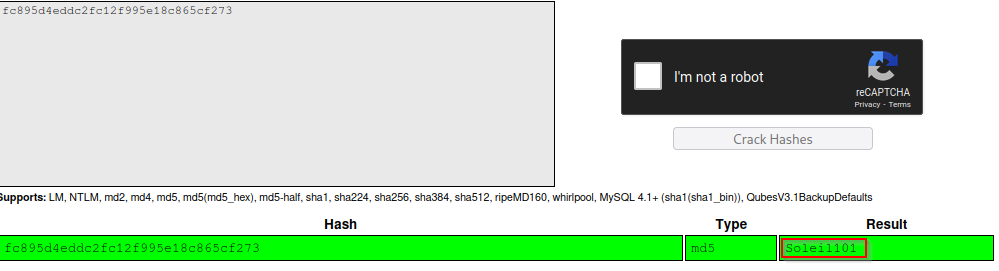 fc895d4eddc2fc12f995e18c865cf273
I'm not a robot
reCAPTCHA
Privacy - Terms
Crack Hashes
Supports: LM, NTLM, md2, md4, md5, md5(md5_hex), md5-half, sha1, sha224, sha256, sha384, sha512, ripeMD160, whirlpool, MySQL 4.1+ (sha1(sha1_bin)), QubesV3.1BackupDefaults
Hash Type Result
fc895d4eddc2fc12f995e18c865cf273 md5 Soleil101